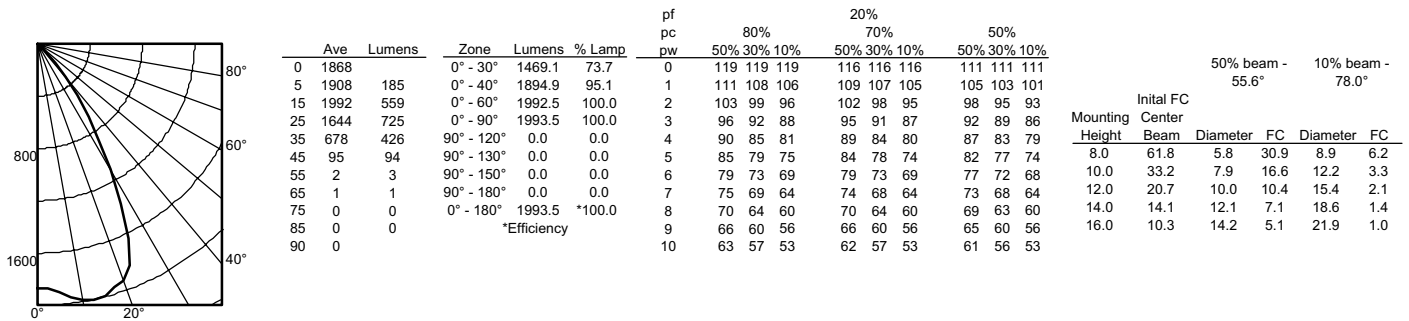 80°
60°
800
1600
40°
0° 20°
Ave Lumens
0 1868
5 1908 185
15 1992 559
25 1644 725
35 678 426
45 95 94
55 2 3
65 1 1
75 0 0
85 0 0
90 0
Zone Lumens % Lamp
0° - 30° 1469.1 73.7
0° - 40° 1894.9 95.1
0° - 60° 1992.5 100.0
0° - 90° 1993.5 100.0
90° - 120° 0.0 0.0
90° - 130° 0.0 0.0
90° - 150° 0.0 0.0
90° - 180° 0.0 0.0
0° - 180° 1993.5 *100.0
*Efficiency
pf 20%
pc 80% 70% 50%
pw 50% 30% 10% 50% 30% 10% 50% 30% 10%
0 119 119 119 116 116 116 111 111 111
1 111 108 106 109 107 105 105 103 101
2 103 99 96 102 98 95 98 95 93
3 96 92 88 95 91 87 92 89 86
4 90 85 81 89 84 80 87 83 79
5 85 79 75 84 78 74 82 77 74
6 79 73 69 79 73 69 77 72 68
7 75 69 64 74 68 64 73 68 64
8 70 64 60 70 64 60 69 63 60
9 66 60 56 66 60 56 65 60 56
10 63 57 53 62 57 53 61 56 53
50% beam - 10% beam -
55.6° 78.0°
Inital FC
Mounting Center
Height Beam Diameter FC Diameter FC
8.0 61.8 5.8 30.9 8.9 6.2
10.0 33.2 7.9 16.6 12.2 3.3
12.0 20.7 10.0 10.4 15.4 2.1
14.0 14.1 12.1 7.1 18.6 1.4
16.0 10.3 14.2 5.1 21.9 1.0